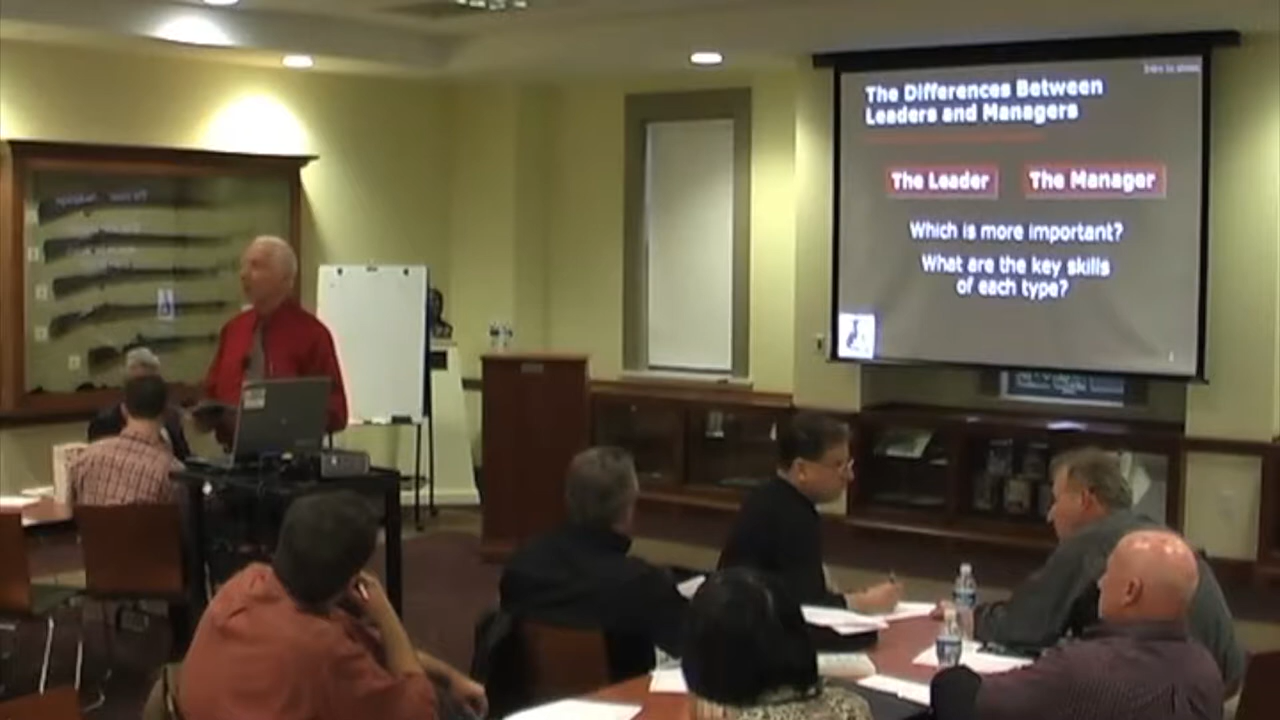 The Differences Between
Leaders and Managers
The Leader
The Manager
Which is more important?
What are the key skills
of each type?